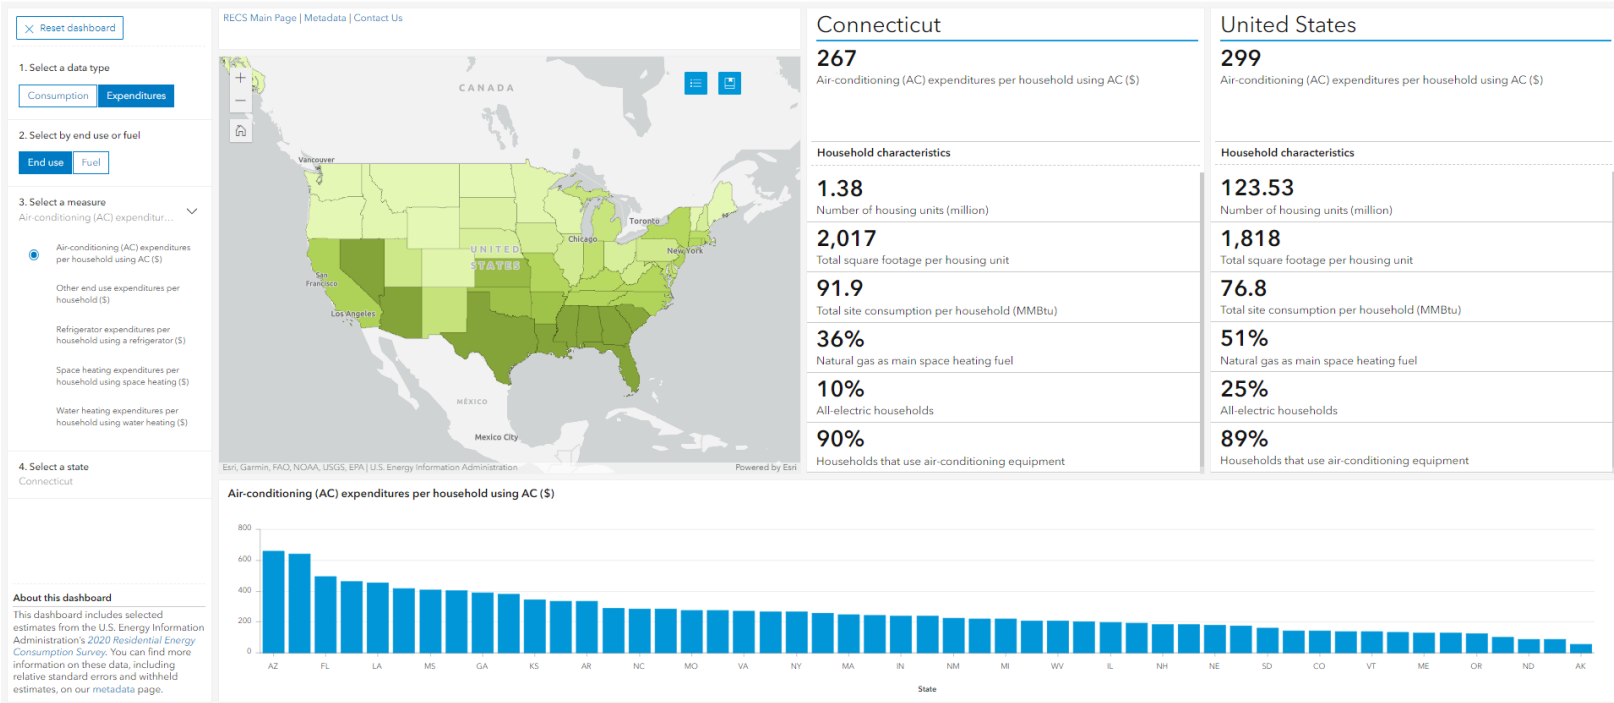 Reset dashboard
1. Select a data type
Consumption
Expenditures
2. Select by end use or fuel
End use
Fuel
3. Select a measure
Air-conditioning (AC) expenditur...
Air-conditioning (AC) expenditures
per household using AC ($)
Other end use expenditures per
household ($)
Refrigerator expenditures per
household using a refrigerator ($)
Space heating expenditures per
household using space heating ($)
Water heating expenditures per
household using water heating ($)
4. Select a state
Connecticut
About this dashboard
This dashboard includes selected
estimates from the U.S. Energy Information
Administration's 2020 Residential Energy
Consumption Survey. You can find more
information on these data, including
relative standard errors and withheld
estimates, on our metadata page.
RECS Main Page | Metadata | Contact Us
CANADA
Vancouver
Toronto
Chicago
New York
UNITED
STATES
San
Francisco
Los Angeles
MÉXICO
Mexico City
Esri, Garmin, FAO, NOAA, USGS, EPA | U.S. Energy Information Administration
Powered by Esri
Connecticut
267
Air-conditioning (AC) expenditures per household using AC ($)
Household characteristics
1.38
Number of housing units (million)
2,017
Total square footage per housing unit
91.9
Total site consumption per household (MMBtu)
36%
Natural gas as main space heating fuel
10%
All-electric households
90%
Households that use air-conditioning equipment
United States
299
Air-conditioning (AC) expenditures per household using AC ($)
Household characteristics
123.53
Number of housing units (million)
1,818
Total square footage per housing unit
76.8
Total site consumption per household (MMBtu)
51%
Natural gas as main space heating fuel
25%
All-electric households
89%
Households that use air-conditioning equipment
Air-conditioning (AC) expenditures per household using AC ($)
800
600
400
200
0
AZ FL LA MS GA KS AR NC MO VA NY MA IN NM MI WV IL NH NE SD CO VT ME OR ND AK
State